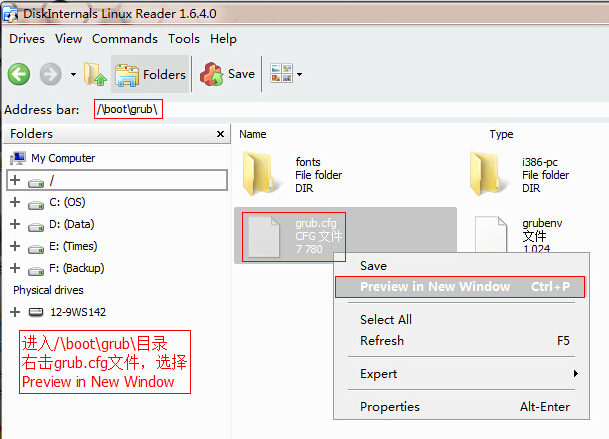 DiskInternals Linux Reader 1.6.4.0
Drives View Commands Tools Help
Folders Save
Address bar: /\boot\grub\
Folders x
My Computer
/
C: (OS)
D: (Data)
E: (Times)
F: (Backup)
Physical drives
12-9WS142
进入/\boot\grub\目录
右击grub.cfg文件，选择
Preview in New Window
Name Type
fonts
File folder
DIR
i386-pc
File folder
DIR
grub.cfg
CFG 文件
7 780
grubenv
文件
1 024
Save
Preview in New Window Ctrl+P
Select All
Refresh F5
Expert
Properties Alt-Enter